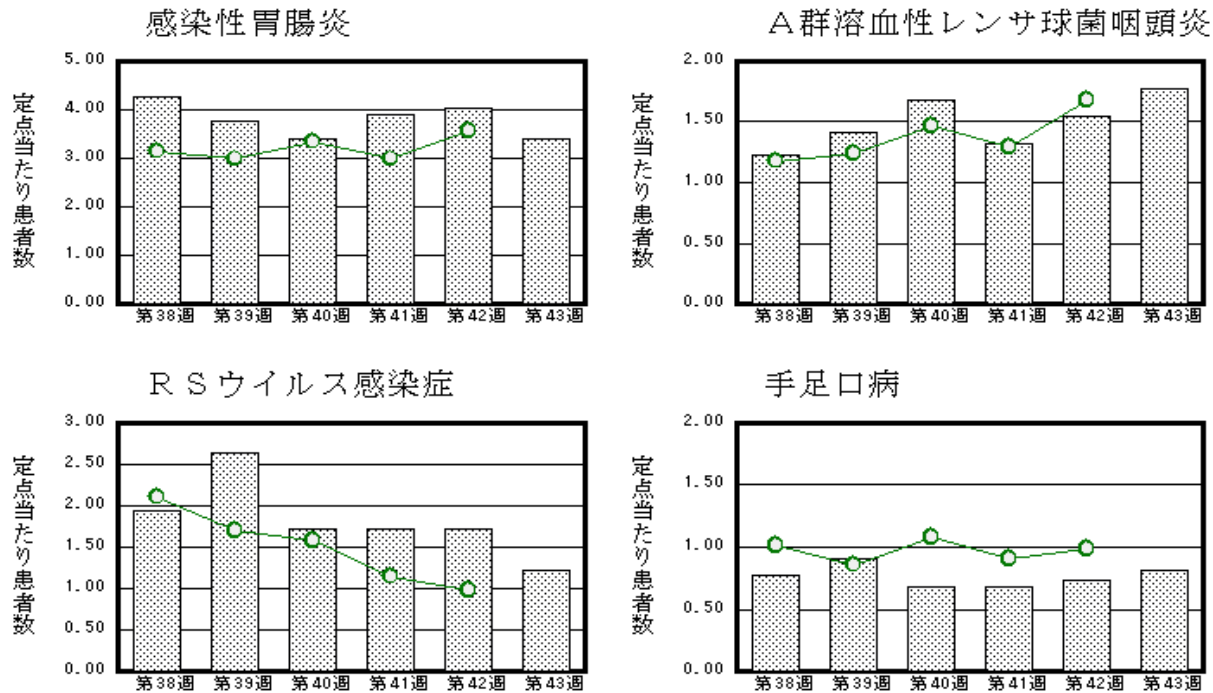 感染性胃腸炎
定点当たり患者数
5.00
4.00
3.00
2.00
1.00
0.00
第38週 第39週 第40週 第41週 第42週 第43週
Ａ群溶血性レンサ球菌咽頭炎
定点当たり患者数
2.00
1.50
1.00
0.50
0.00
第38週 第39週 第40週 第41週 第42週 第43週
ＲＳウイルス感染症
定点当たり患者数
3.00
2.50
2.00
1.50
1.00
0.50
0.00
第38週 第39週 第40週 第41週 第42週 第43週
手足口病
定点当たり患者数
2.00
1.50
1.00
0.50
0.00
第38週 第39週 第40週 第41週 第42週 第43週